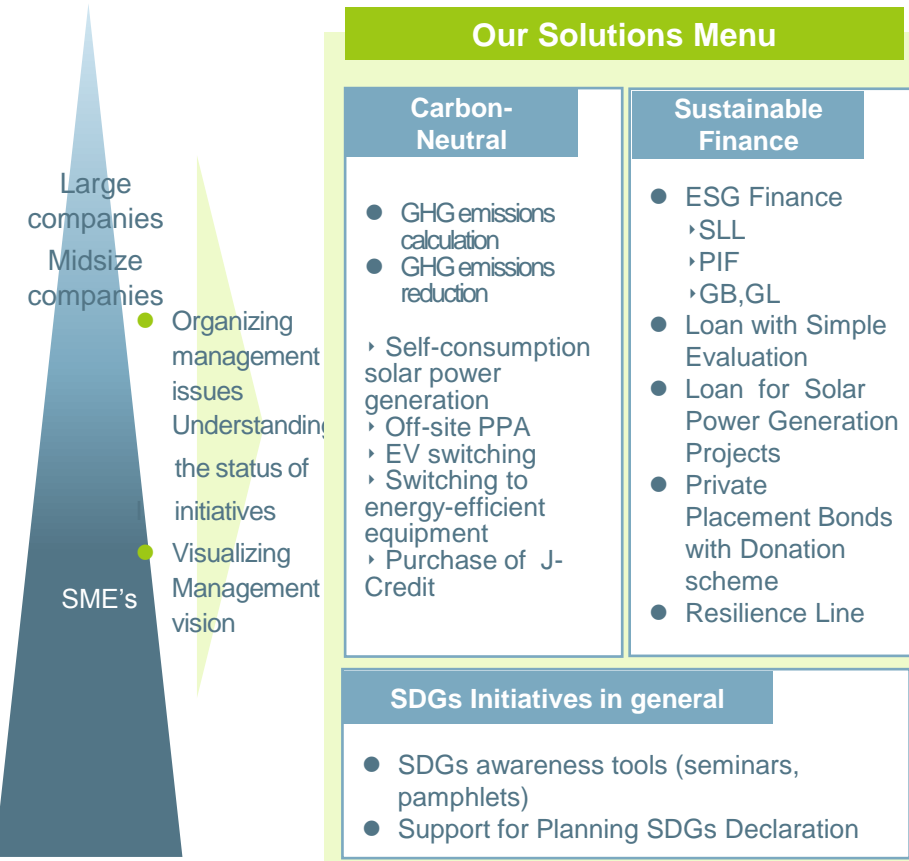 Our Solutions Menu
Large
companies
Midsize
companies
SME's
● Organizing
management
issues
Understanding
the status of
initiatives
● Visualizing
Management
vision
Carbon-
Neutral
● GHG emissions
calculation
● GHG emissions
reduction
‣ Self-consumption
solar power
generation
‣ Off-site PPA
‣ EV switching
‣ Switching to
energy-efficient
equipment
‣ Purchase of J-
Credit
Sustainable
Finance
● ESG Finance
‣SLL
‣PIF
‣GB,GL
● Loan with Simple
Evaluation
● Loan for Solar
Power Generation
Projects
● Private
Placement Bonds
with Donation
scheme
● Resilience Line
SDGs Initiatives in general
● SDGs awareness tools (seminars,
pamphlets)
● Support for Planning SDGs Declaration